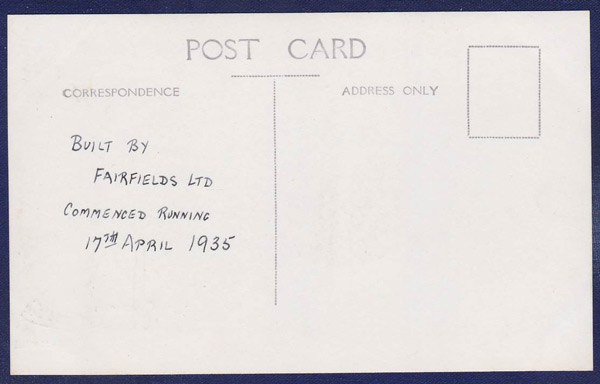 POST CARD
CORRESPONDENCE
ADDRESS ONLY
BUILT BY
FAIRFIELDS LTD
COMMENCED RUNNING
17TH APRIL 1935